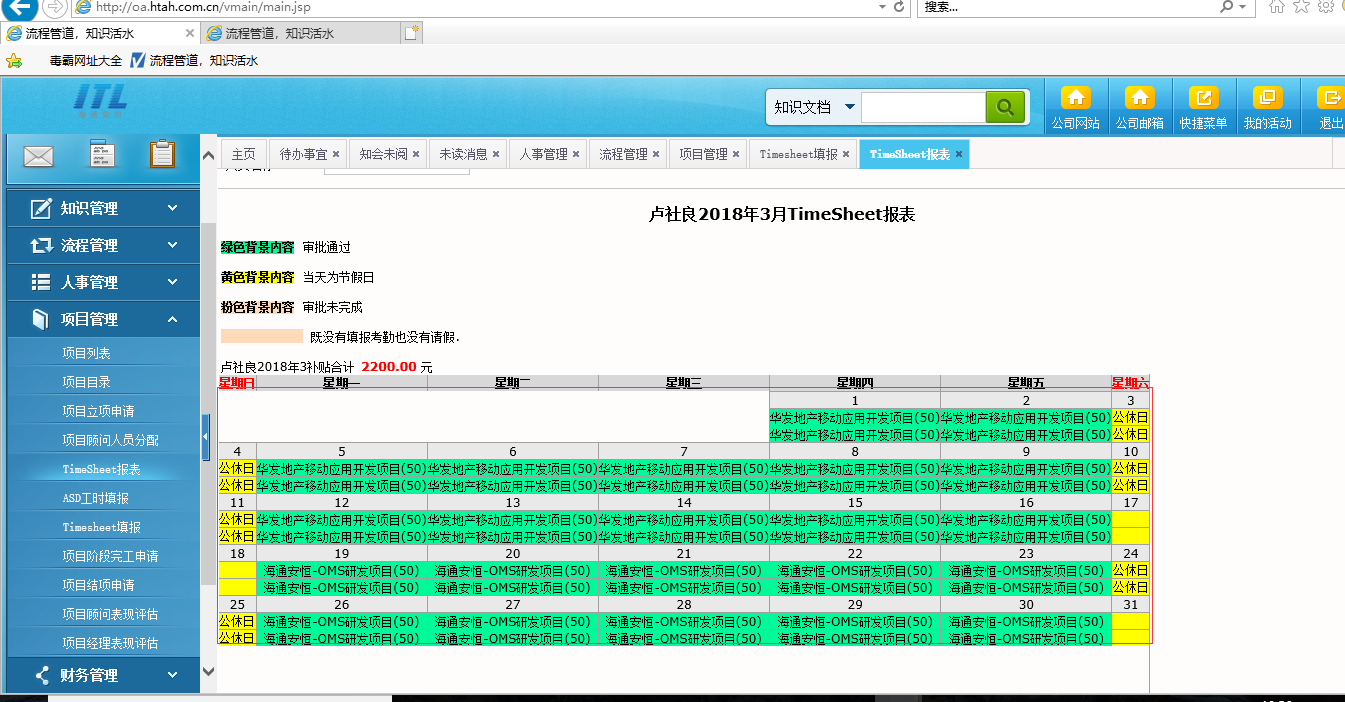 http://oa.htah.com.cn/vmain/main.jsp
搜索...
流程管道，知识活水
流程管道，知识活水
毒霸网址大全 流程管道，知识活水
ITL
知识文档
公司网站 公司邮箱 快捷菜单 我的活动 退出
主页 待办事宜 知会未阅 未读消息 人事管理 流程管理 项目管理 Timesheet填报 TimeSheet报表
知识管理
流程管理
人事管理
项目管理
项目列表
项目目录
项目立项申请
项目顾问人员分配
TimeSheet报表
ASD工时填报
Timesheet填报
项目阶段完工申请
项目结项申请
项目顾问表现评估
项目经理表现评估
财务管理
卢社良2018年3月TimeSheet报表
绿色背景内容 审批通过
黄色背景内容 当天为节假日
粉色背景内容 审批未完成
既没有填报考勤也没有请假.
卢社良2018年3补贴合计 2200.00 元
星期日 星期一 星期二 星期三 星期四 星期五 星期六
1 2 3
华发地产移动应用开发项目(50) 华发地产移动应用开发项目(50) 公休日
华发地产移动应用开发项目(50) 华发地产移动应用开发项目(50) 公休日
4 5 6 7 8 9 10
公休日 华发地产移动应用开发项目(50) 华发地产移动应用开发项目(50) 华发地产移动应用开发项目(50) 华发地产移动应用开发项目(50) 华发地产移动应用开发项目(50) 公休日
公休日 华发地产移动应用开发项目(50) 华发地产移动应用开发项目(50) 华发地产移动应用开发项目(50) 华发地产移动应用开发项目(50) 华发地产移动应用开发项目(50) 公休日
11 12 13 14 15 16 17
公休日 华发地产移动应用开发项目(50) 华发地产移动应用开发项目(50) 华发地产移动应用开发项目(50) 华发地产移动应用开发项目(50) 华发地产移动应用开发项目(50)
公休日 华发地产移动应用开发项目(50) 华发地产移动应用开发项目(50) 华发地产移动应用开发项目(50) 华发地产移动应用开发项目(50) 华发地产移动应用开发项目(50)
18 19 20 21 22 23 24
海通安恒-OMS研发项目(50) 海通安恒-OMS研发项目(50) 海通安恒-OMS研发项目(50) 海通安恒-OMS研发项目(50) 海通安恒-OMS研发项目(50) 公休日
海通安恒-OMS研发项目(50) 海通安恒-OMS研发项目(50) 海通安恒-OMS研发项目(50) 海通安恒-OMS研发项目(50) 海通安恒-OMS研发项目(50) 公休日
25 26 27 28 29 30 31
公休日 海通安恒-OMS研发项目(50) 海通安恒-OMS研发项目(50) 海通安恒-OMS研发项目(50) 海通安恒-OMS研发项目(50) 海通安恒-OMS研发项目(50)
公休日 海通安恒-OMS研发项目(50) 海通安恒-OMS研发项目(50) 海通安恒-OMS研发项目(50) 海通安恒-OMS研发项目(50) 海通安恒-OMS研发项目(50)